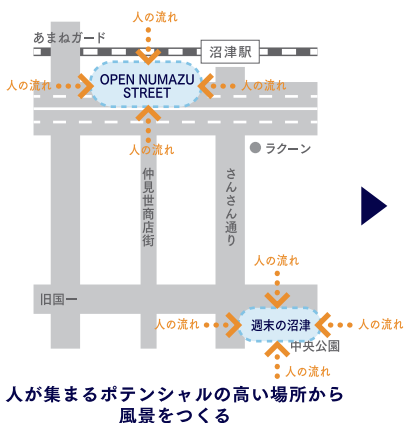 人の流れ
あまねガード
沼津駅
人の流れ
OPEN NUMAZU
STREET
人の流れ
人の流れ
ラクーン
仲見世商店街
さんさん通り
人の流れ
旧国一
人の流れ
週末の沼津
人の流れ
中央公園
人の流れ
人が集まるポテンシャルの高い場所から
風景をつくる